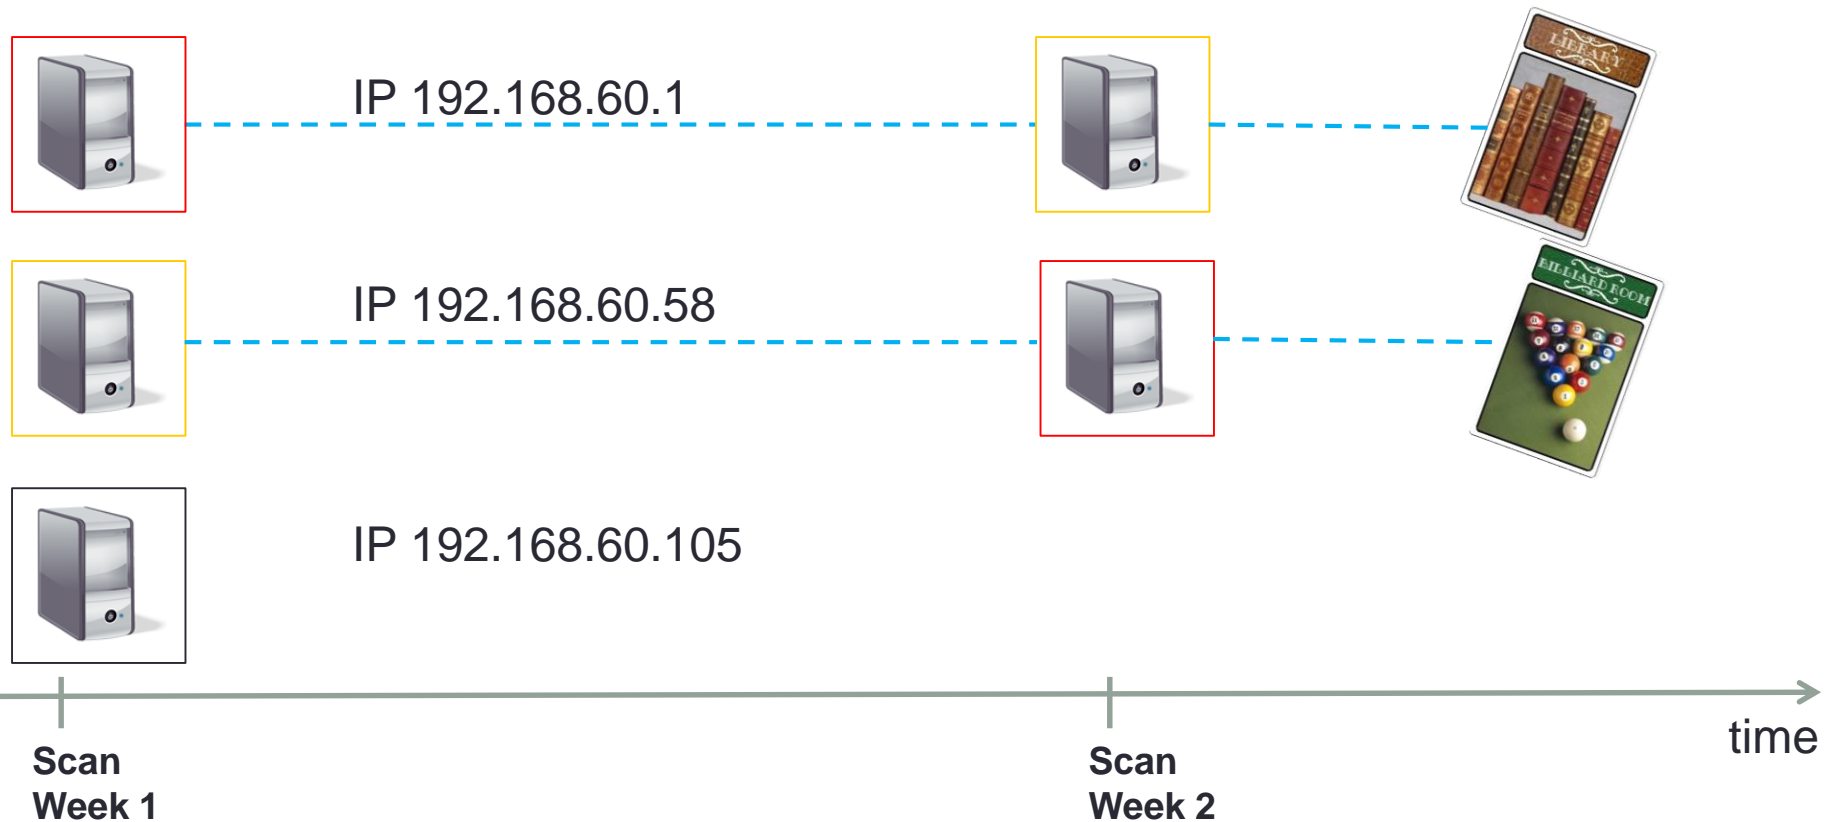 LIBRARY
IP 192.168.60.1
BILLIARD ROOM
IP 192.168.60.58
IP 192.168.60.105
time
Scan
Week 1
Scan
Week 2